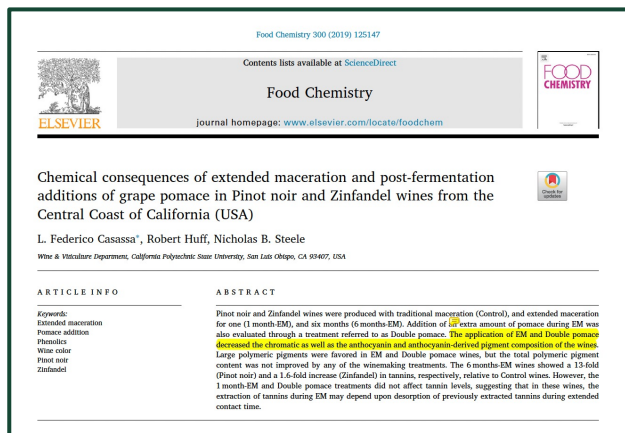 Food Chemistry 300 (2019) 125147
Contents lists available at ScienceDirect
Food Chemistry
journal homepage: www.elsevier.com/locate/foodchem
ELSEVIER
FOOD
CHEMISTRY
Chemical consequences of extended maceration and post-fermentation
additions of grape pomace in Pinot noir and Zinfandel wines from the
Central Coast of California (USA)
Check for
updates
L. Federico Casassa*, Robert Huff, Nicholas B. Steele
Wine & Viticulture Department, California Polytechnic State University, San Luis Obispo, CA 93407, USA
ARTICLE INFO
Keywords:
Extended maceration
Pomace addition
Phenolics
Wine color
Pinot noir
Zinfandel
ABSTRACT
Pinot noir and Zinfandel wines were produced with traditional maceration (Control), and extended maceration
for one (1 month-EM), and six months (6 months-EM). Addition of an extra amount of pomace during EM was
also evaluated through a treatment referred to as Double pomace. The application of EM and Double pomace
decreased the chromatic as well as the anthocyanin and anthocyanin-derived pigment composition of the wines.
Large polymeric pigments were favored in EM and Double pomace wines, but the total polymeric pigment
content was not improved by any of the winemaking treatments. The 6 months-EM wines showed a 13-fold
(Pinot noir) and a 1.6-fold increase (Zinfandel) in tannins, respectively, relative to Control wines. However, the
1 month-EM and Double pomace treatments did not affect tannin levels, suggesting that in these wines, the
extraction of tannins during EM may depend upon desorption of previously extracted tannins during extended
contact time.